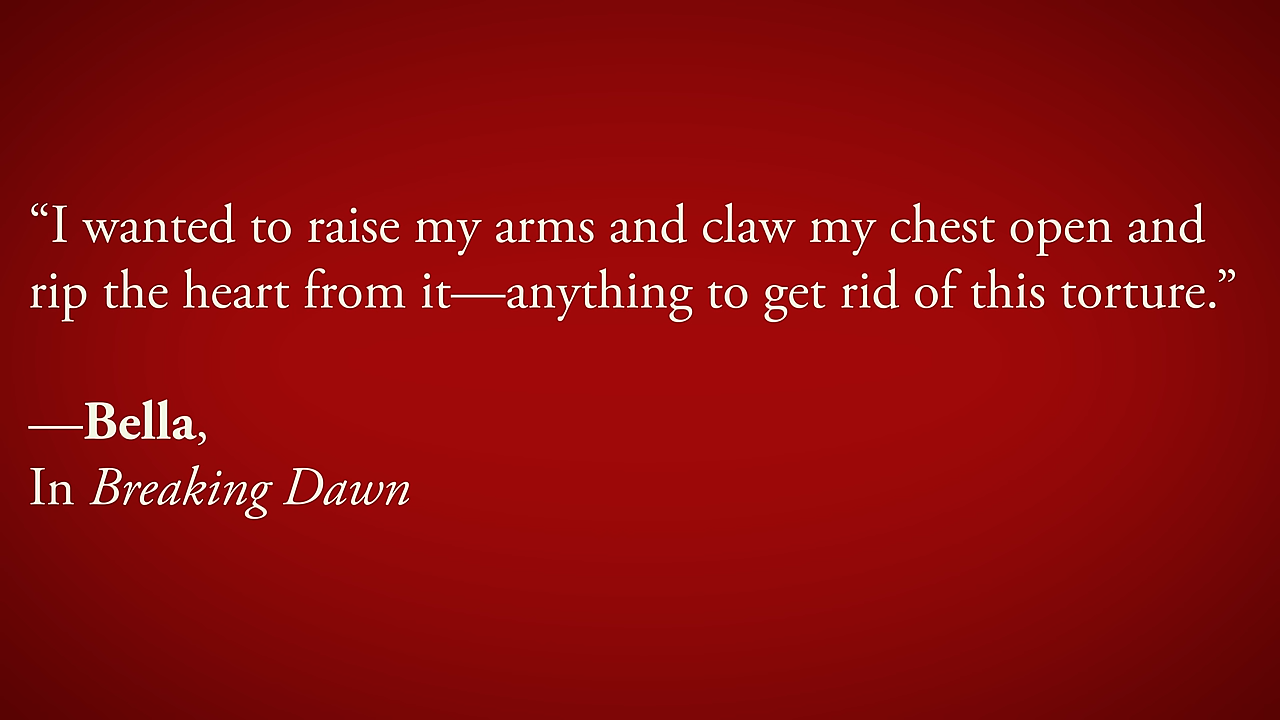 “I wanted to raise my arms and claw my chest open and
rip the heart from it—anything to get rid of this torture.”
—Bella,
In Breaking Dawn